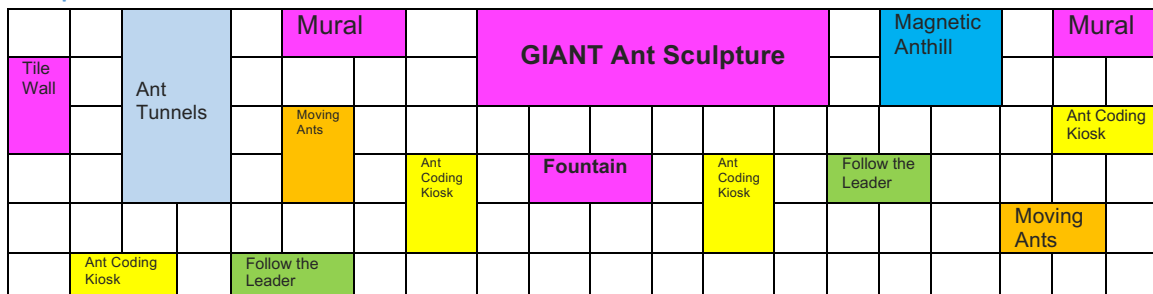 Mural
GIANT Ant Sculpture
Magnetic
Anthill
Mural
Tile
Wall
Ant
Tunnels
Moving
Ants
Ant Coding
Kiosk
Ant
Coding
Kiosk
Fountain
Ant
Coding
Kiosk
Follow the
Leader
Moving
Ants
Ant Coding
Kiosk
Follow the
Leader